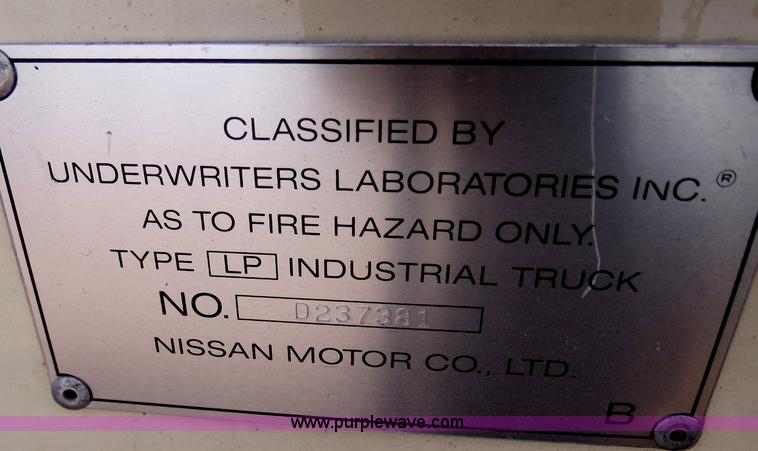 CLASSIFIED BY
UNDERWRITERS LABORATORIES INC.®
AS TO FIRE HAZARD ONLY.
TYPE LP INDUSTRIAL TRUCK
NO. D237381
NISSAN MOTOR CO., LTD.
B
www.purplewave.com